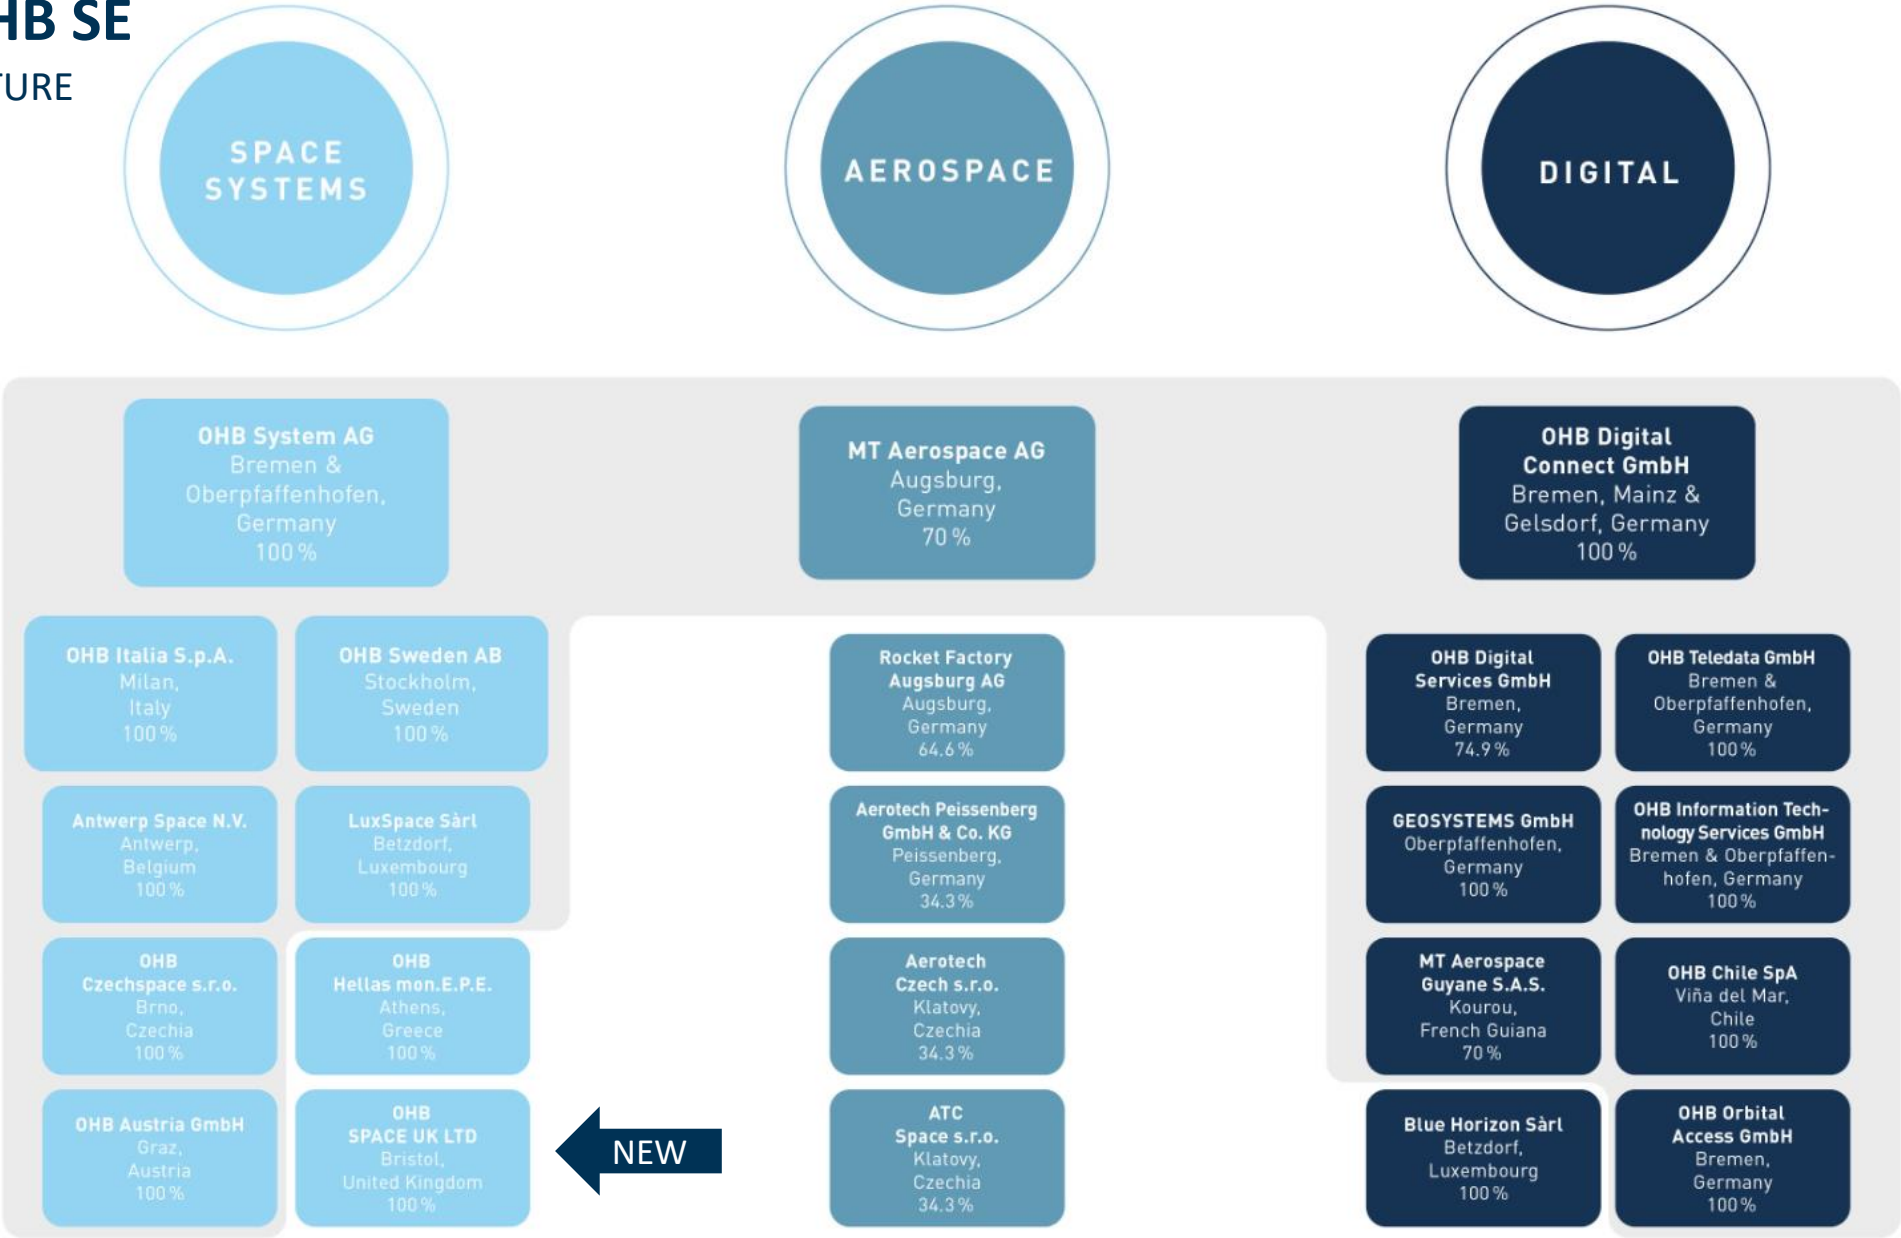 HB SE
TURE
SPACE
SYSTEMS
AEROSPACE
DIGITAL
OHB System AG
Bremen &
Oberpfaffenhofen,
Germany
100 %
MT Aerospace AG
Augsburg,
Germany
70 %
OHB Digital
Connect GmbH
Bremen, Mainz &
Gelsdorf, Germany
100 %
OHB Italia S.p.A.
Milan,
Italy
100 %
OHB Sweden AB
Stockholm,
Sweden
100 %
Rocket Factory
Augsburg AG
Augsburg,
Germany
64.6 %
OHB Digital
Services GmbH
Bremen,
Germany
74.9 %
OHB Teledata GmbH
Bremen &
Oberpfaffenhofen,
Germany
100 %
Antwerp Space N.V.
Antwerp,
Belgium
100 %
LuxSpace Sàrl
Betzdorf,
Luxembourg
100 %
Aerotech Peissenberg
GmbH & Co. KG
Peissenberg,
Germany
34.3 %
GEOSYSTEMS GmbH
Oberpfaffenhofen,
Germany
100 %
OHB Information Tech-
nology Services GmbH
Bremen & Oberpfaffen-
hofen, Germany
100 %
OHB
Czechspace s.r.o.
Brno,
Czechia
100 %
OHB
Hellas mon.E.P.E.
Athens,
Greece
100 %
Aerotech
Czech s.r.o.
Klatovy,
Czechia
34.3 %
MT Aerospace
Guyane S.A.S.
Kourou,
French Guiana
70 %
OHB Chile SpA
Viña del Mar,
Chile
100 %
OHB Austria GmbH
Graz,
Austria
100 %
OHB
SPACE UK LTD
Bristol,
United Kingdom
100 %
NEW
ATC
Space s.r.o.
Klatovy,
Czechia
34.3 %
Blue Horizon Sàrl
Betzdorf,
Luxembourg
100 %
OHB Orbital
Access GmbH
Bremen,
Germany
100 %